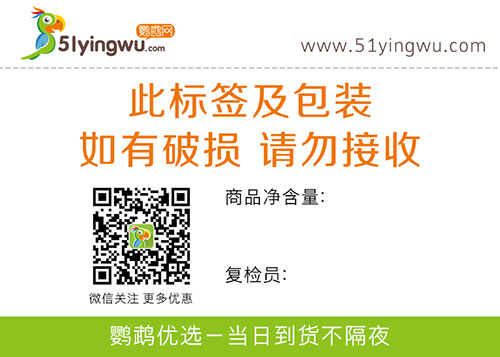 鹦鹉网
51yingwu.com
www.51yingwu.com
此标签及包装
如有破损 请勿接收
商品净含量:
复检员:
微信关注 更多优惠
鹦鹉优选－当日到货不隔夜